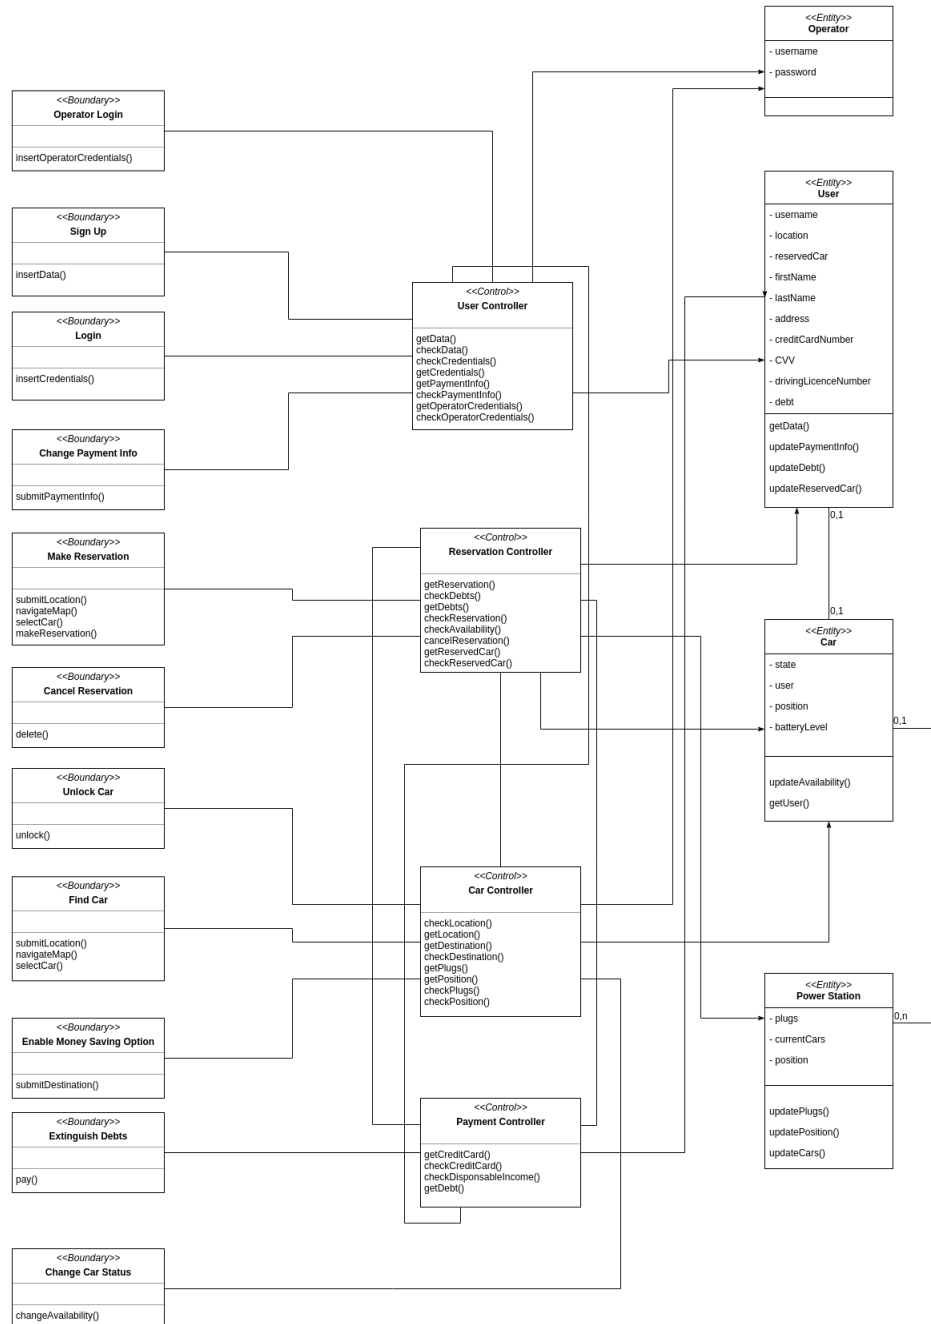 <<Entity>>
Operator
- username
- password
<<Boundary>>
Operator Login
insertOperatorCredentials()
<<Boundary>>
Sign Up
insertData()
<<Boundary>>
Login
insertCredentials()
<<Boundary>>
Change Payment Info
submitPaymentInfo()
<<Boundary>>
Make Reservation
submitLocation()
navigateMap()
selectCar()
makeReservation()
<<Boundary>>
Cancel Reservation
delete()
<<Boundary>>
Unlock Car
unlock()
<<Boundary>>
Find Car
submitLocation()
navigateMap()
selectCar()
<<Boundary>>
Enable Money Saving Option
submitDestination()
<<Boundary>>
Extinguish Debts
pay()
<<Boundary>>
Change Car Status
changeAvailability()
<<Control>>
User Controller
getData()
checkData()
checkCredentials()
getCredentials()
getPaymentInfo()
checkPaymentInfo()
getOperatorCredentials()
checkOperatorCredentials()
<<Control>>
Reservation Controller
getReservation()
checkDebts()
getDebts()
checkReservation()
checkAvailability()
cancelReservation()
getReservedCar()
checkReservedCar()
<<Control>>
Car Controller
checkLocation()
getLocation()
getDestination()
checkDestination()
getPlugs()
getPosition()
checkPlugs()
checkPosition()
<<Control>>
Payment Controller
getCreditCard()
checkCreditCard()
checkDisponsableIncome()
getDebt()
<<Entity>>
User
- username
- location
- reservedCar
- firstName
- lastName
- address
- creditCardNumber
- CVV
- drivingLicenceNumber
- debt
getData()
updatePaymentInfo()
updateDebt()
updateReservedCar()
0,1
0,1
<<Entity>>
Car
- state
- user
- position
- batteryLevel
updateAvailability()
getUser()
0,1
<<Entity>>
Power Station
- plugs
- currentCars
- position
updatePlugs()
updatePosition()
updateCars()
0,n